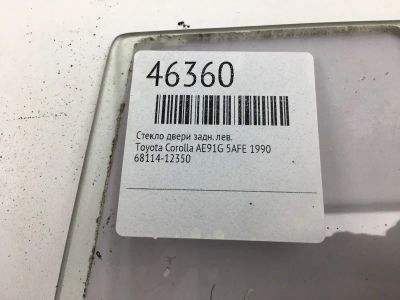 46360
Стекло двери задн. лев.
Toyota Corolla AE91G 5AFE 1990
68114-12350